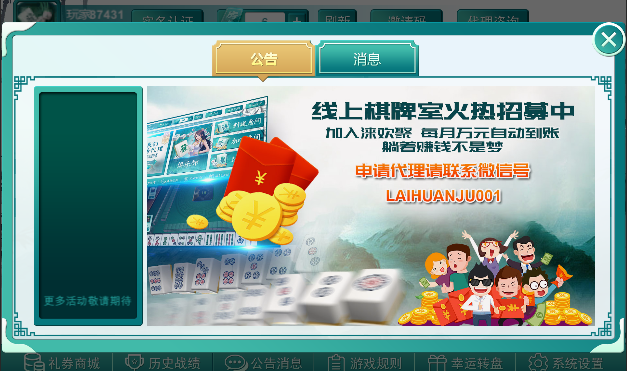 玩家87431
实名认证
6
+
刷新
邀请码
代理咨询
公告
消息
线上棋牌室火热招募中
加入涞欢聚 每月万元自动到账
躺着赚钱不是梦
申请代理请联系微信号
LAIHUANJU001
更多活动敬请期待
礼券商城
历史战绩
公告消息
游戏规则
幸运转盘
系统设置